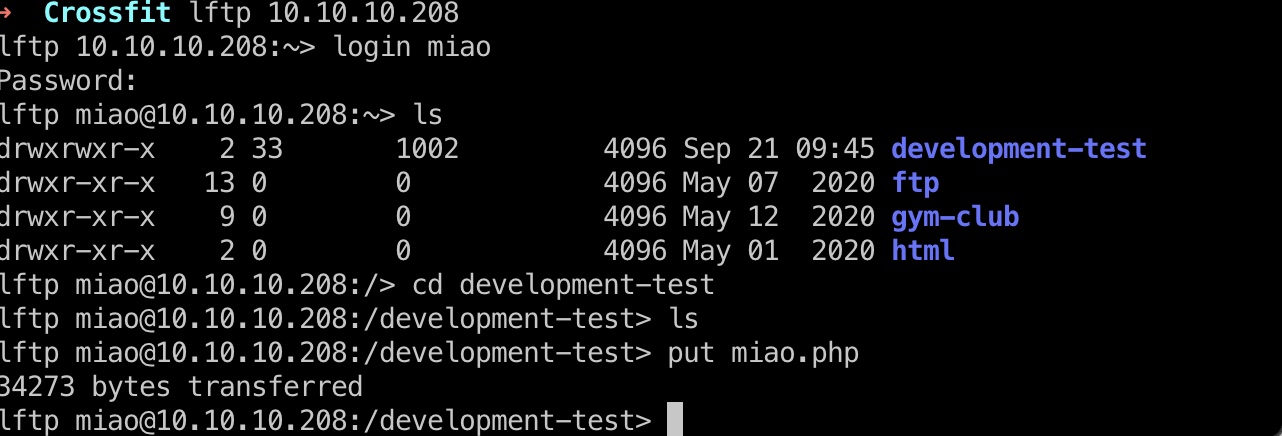 → Crossfit lftp 10.10.10.208
lftp 10.10.10.208:~> login miao
Password:
lftp miao@10.10.10.208:~> ls
drwxrwxr-x    2 33       1002         4096 Sep 21 09:45 development-test
drwxr-xr-x   13 0        0            4096 May 07  2020 ftp
drwxr-xr-x    9 0        0            4096 May 12  2020 gym-club
drwxr-xr-x    2 0        0            4096 May 01  2020 html
lftp miao@10.10.10.208:/> cd development-test
lftp miao@10.10.10.208:/development-test> ls
lftp miao@10.10.10.208:/development-test> put miao.php
34273 bytes transferred
lftp miao@10.10.10.208:/development-test>